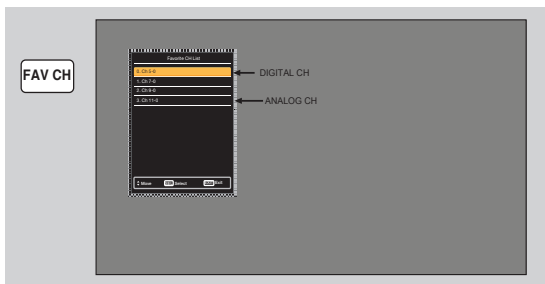 FAV CH
Favorite CH List
0. Ch 5-0
1. Ch 7-0
2. Ch 9-0
3. Ch 11-0
DIGITAL CH
ANALOG CH
Move Select Exit